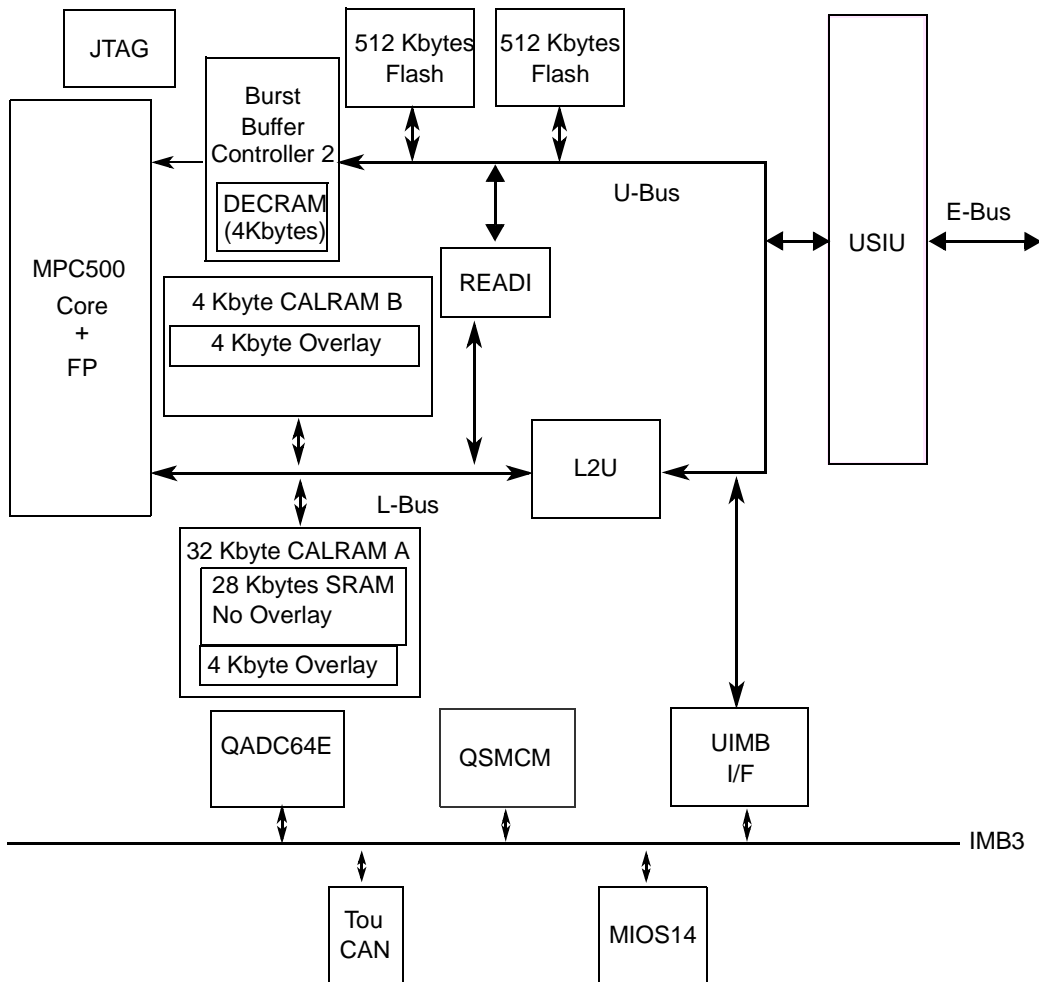 JTAG
512 Kbytes
Flash
512 Kbytes
Flash
Burst
Buffer
Controller 2
DECRAM
(4Kbytes)
U-Bus
E-Bus
USIU
MPC500
Core
+
FP
READI
4 Kbyte CALRAM B
4 Kbyte Overlay
L2U
L-Bus
32 Kbyte CALRAM A
28 Kbytes SRAM
No Overlay
4 Kbyte Overlay
QADC64E
QSMCM
UIMB
I/F
IMB3
Tou
CAN
MIOS14